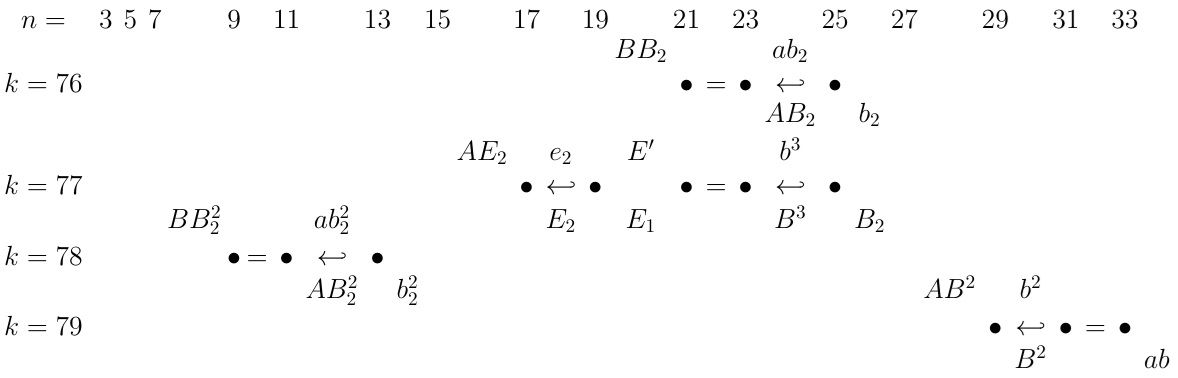 n = 3 5 7 9 11 13 15 17 19 21 23 25 27 29 31 33
BB₂ ab₂
k = 76 • = • ↩ •
AB₂ b₂
AE₂ e₂ E′ b³
k = 77 • ↩ • • = • ↩ •
E₂ E₁ B³ B₂
BB₂² ab₂²
k = 78 • = • ↩ •
AB₂² b₂²
AB² b²
k = 79 • ↩ • = •
B² ab